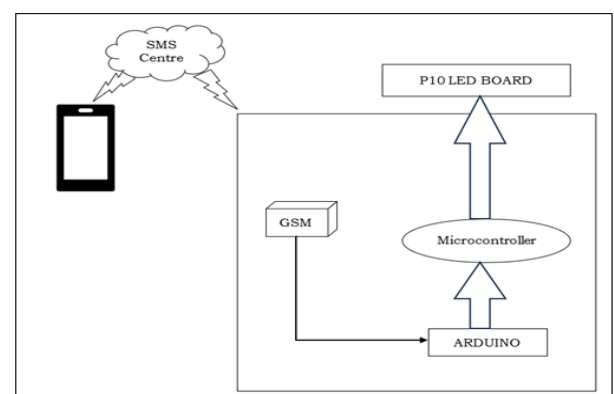 SMS
Centre
P10 LED BOARD
GSM
Microcontroller
ARDUINO